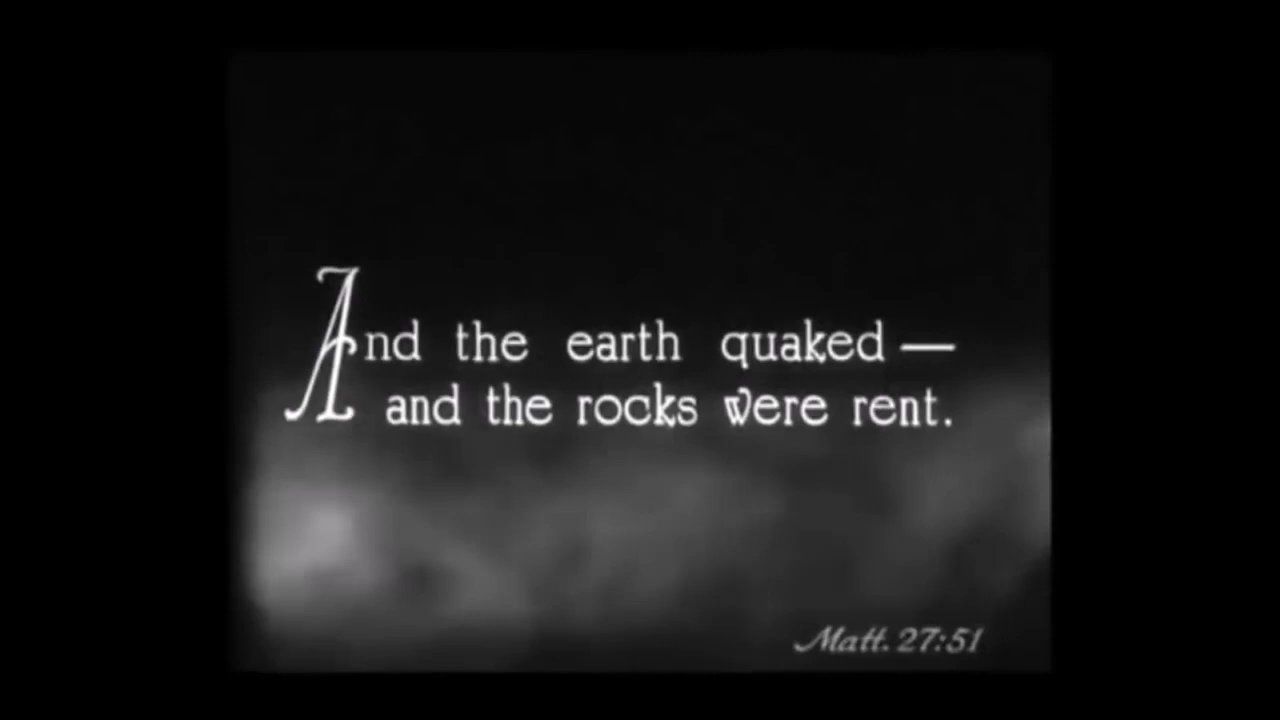 And the earth quaked —
and the rocks were rent.
Matt. 27:51